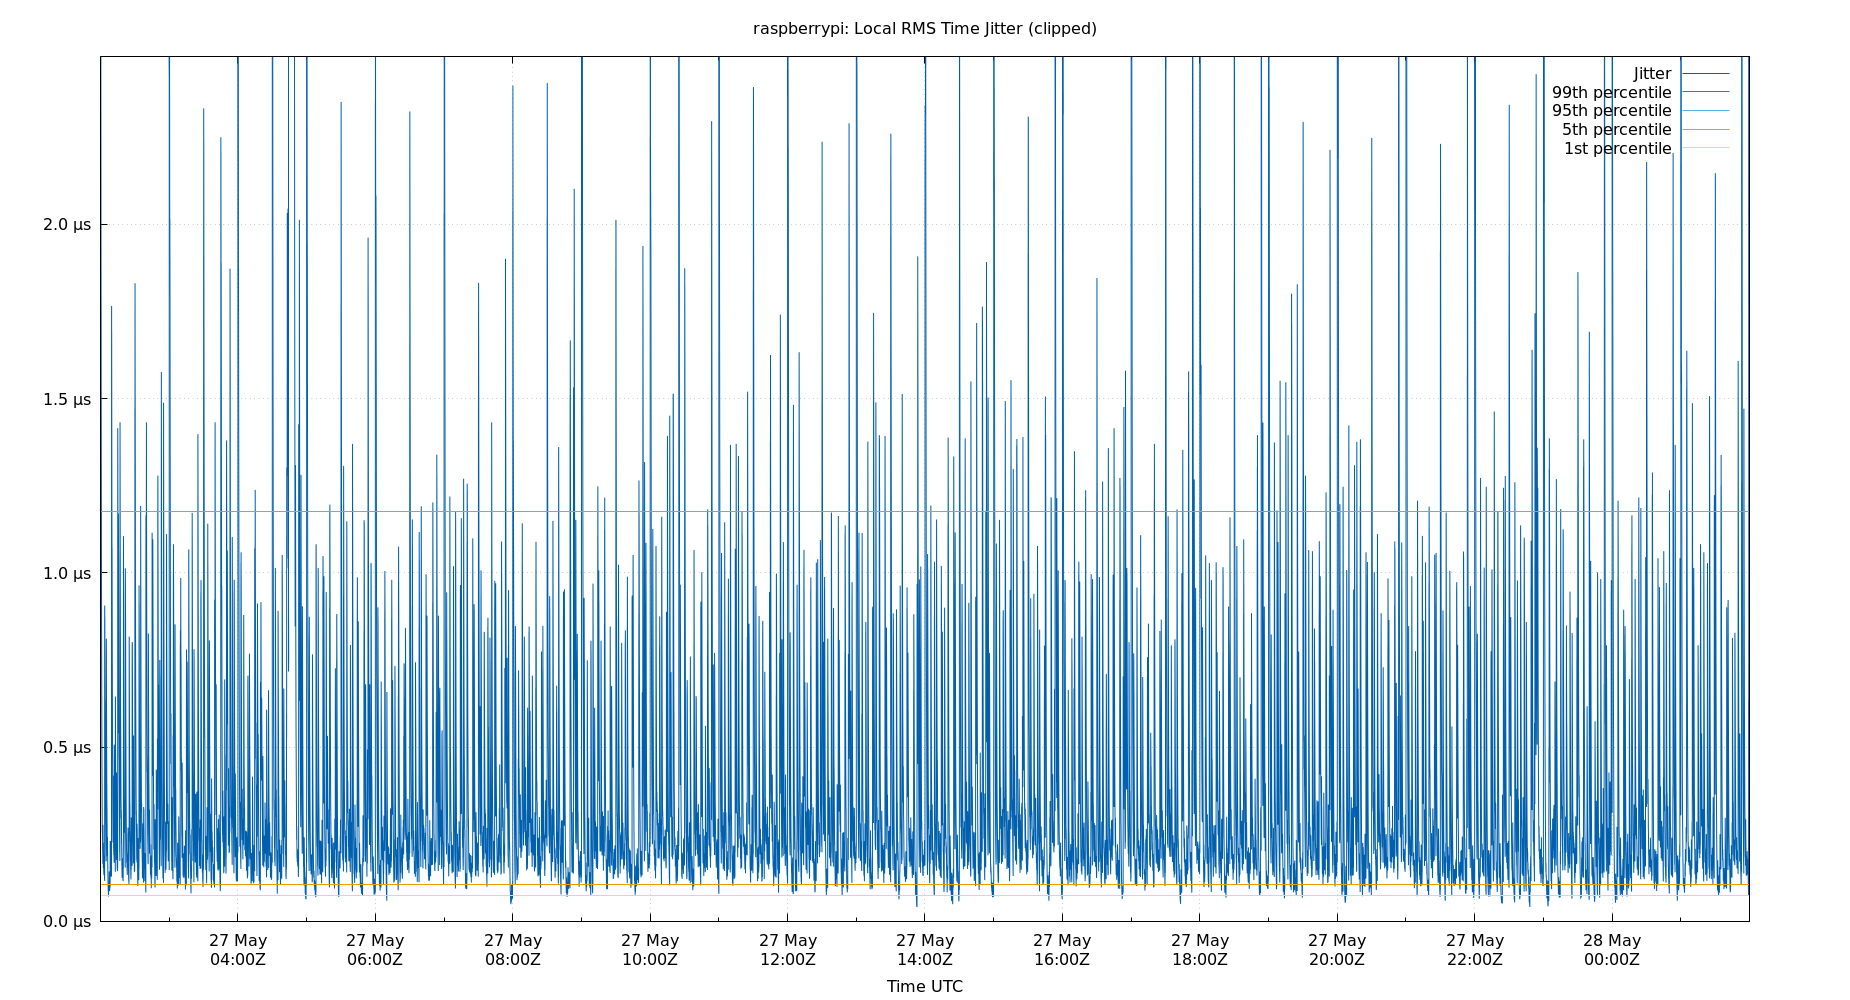 raspberrypi: Local RMS Time Jitter (clipped)
Jitter
99th percentile
95th percentile
5th percentile
1st percentile
2.0 μs
1.5 μs
1.0 μs
0.5 μs
0.0 μs
27 May 27 May 27 May 27 May 27 May 27 May 27 May 27 May 27 May 27 May 28 May
04:00Z 06:00Z 08:00Z 10:00Z 12:00Z 14:00Z 16:00Z 18:00Z 20:00Z 22:00Z 00:00Z
Time UTC